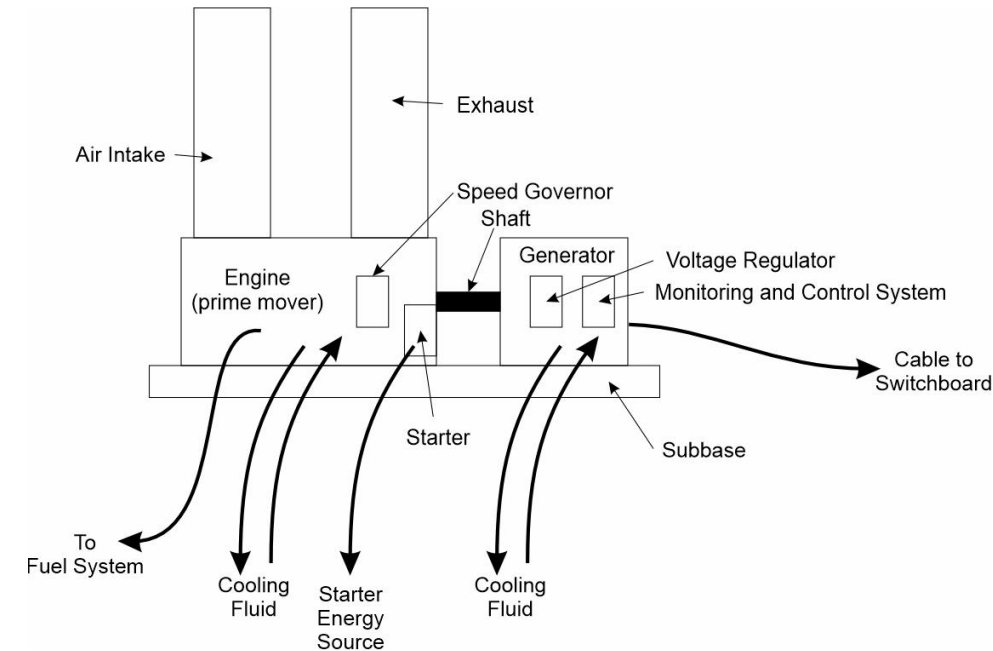 Exhaust
Air Intake
Speed Governor
Shaft
Generator
Voltage Regulator
Engine
(prime mover)
Monitoring and Control System
Cable to
Switchboard
Starter
Subbase
To
Fuel System
Cooling
Fluid
Starter
Energy
Source
Cooling
Fluid